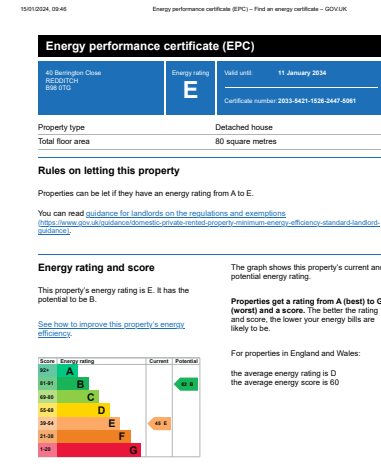 15/01/2024, 09:46 Energy performance certificate (EPC) – Find an energy certificate – GOV.UK
Energy performance certificate (EPC)
40 Berrington Close
REDDITCH
B98 0TG
Energy rating
E
Valid until: 11 January 2034
Certificate number: 2033-5421-1526-2447-5061
Property type Detached house
Total floor area 80 square metres
Rules on letting this property
Properties can be let if they have an energy rating from A to E.
You can read guidance for landlords on the regulations and exemptions
(https://www.gov.uk/guidance/domestic-private-rented-property-minimum-energy-efficiency-standard-landlord-
guidance).
Energy rating and score
This property's energy rating is E. It has the
potential to be B.
See how to improve this property's energy
efficiency.
Score Energy rating Current Potential
92+ A
81-91 B 82 B
69-80 C
55-68 D
39-54 E 45 E
21-38 F
1-20 G
The graph shows this property's current and
potential energy rating.
Properties get a rating from A (best) to G
(worst) and a score. The better the rating
and score, the lower your energy bills are
likely to be.
For properties in England and Wales:
the average energy rating is D
the average energy score is 60